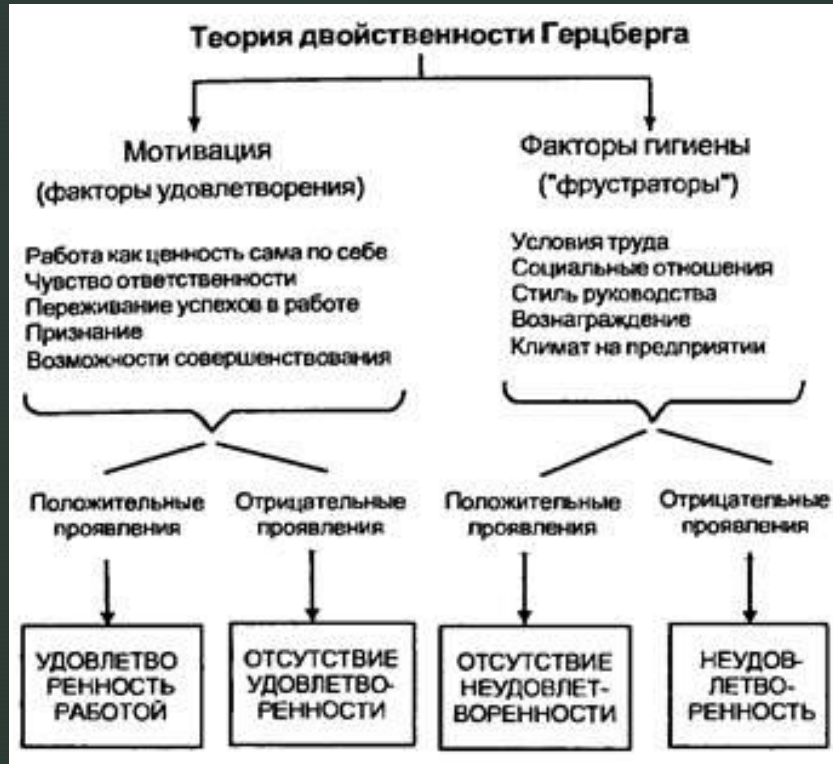 Теория двойственности Герцберга
Мотивация
(факторы удовлетворения)
Работа как ценность сама по себе
Чувство ответственности
Переживание успехов в работе
Признание
Возможности совершенствования
Факторы гигиены
("фрустраторы")
Условия труда
Социальные отношения
Стиль руководства
Вознаграждение
Климат на предприятии
Положительные
проявления
Отрицательные
проявления
Положительные
проявления
Отрицательные
проявления
УДОВЛЕТВО
РЕННОСТЬ
РАБОТОЙ
ОТСУТСТВИЕ
УДОВЛЕТВО-
РЕННОСТИ
ОТСУТСТВИЕ
НЕУДОВЛЕТ-
ВОРЕННОСТИ
НЕУДОВ-
ЛЕТВО-
РЕННОСТЬ